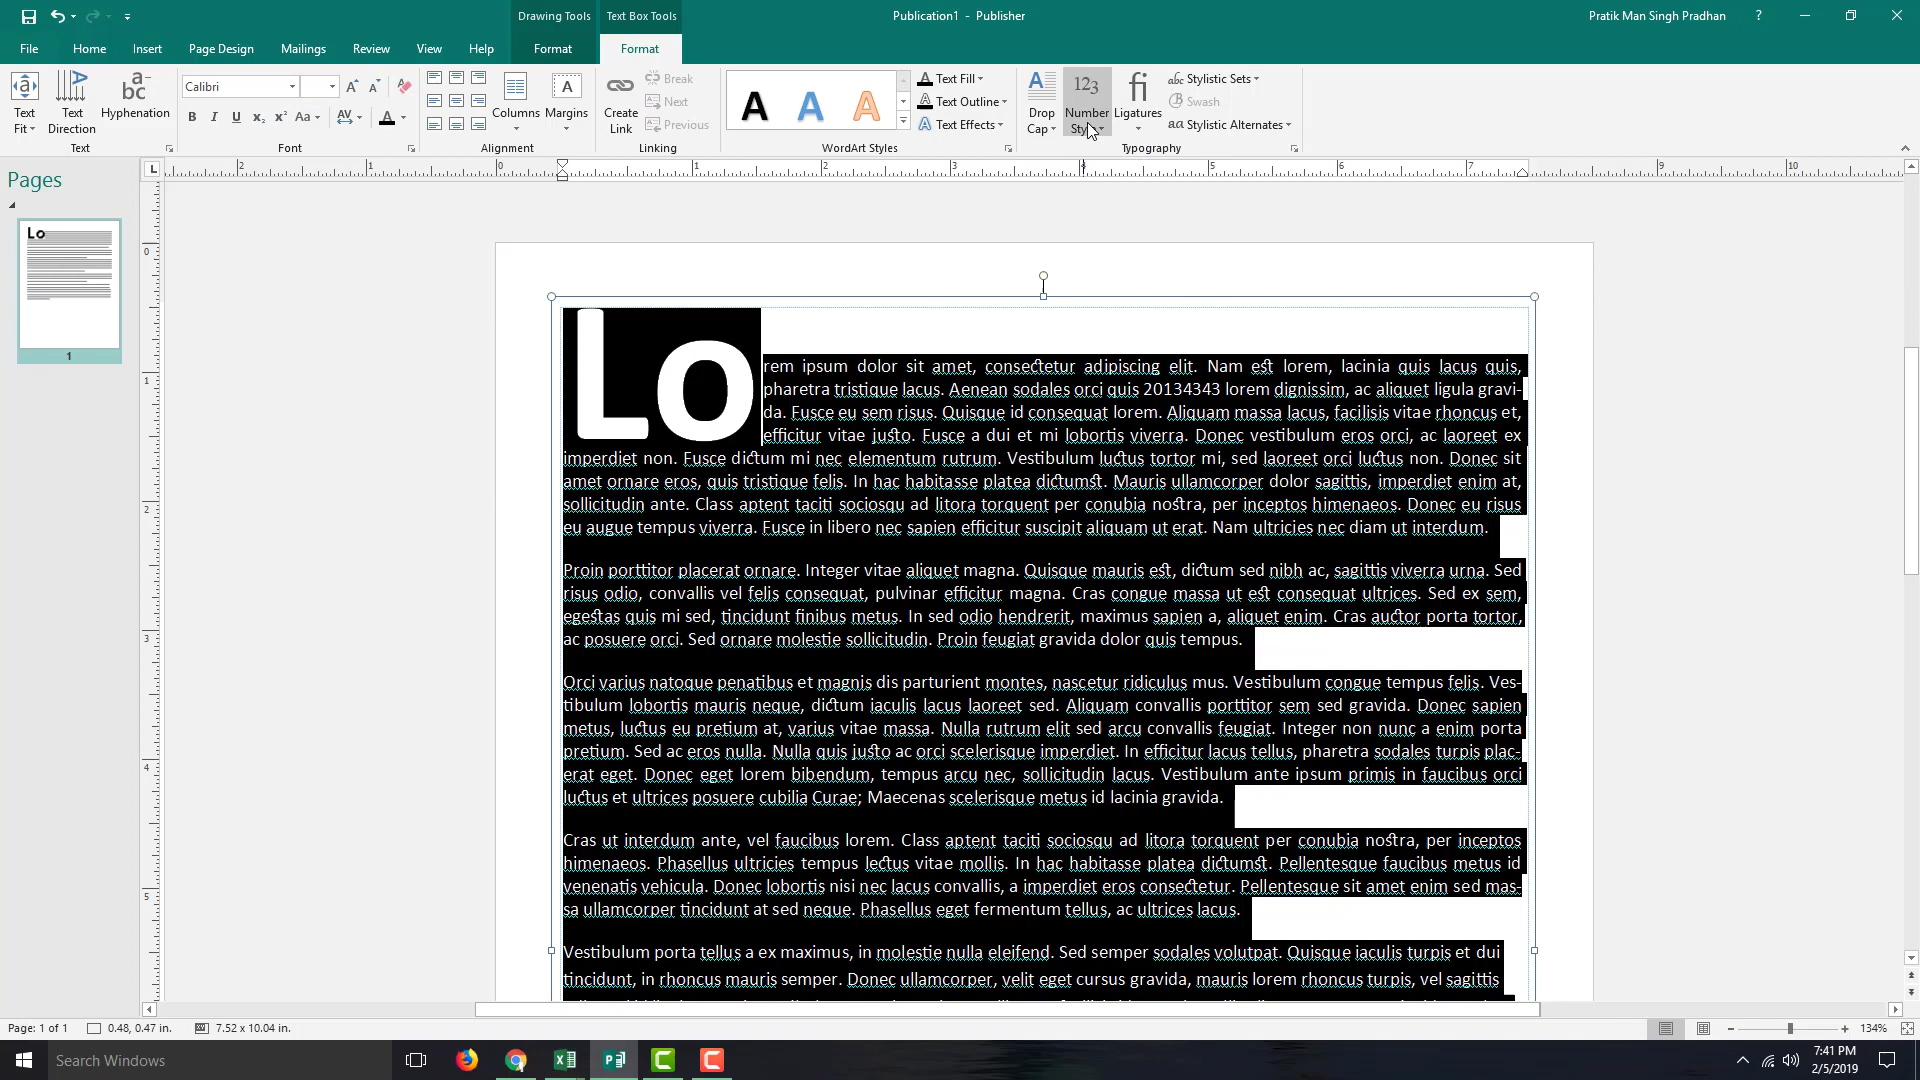 Drawing Tools Text Box Tools Publication1 - Publisher Pratik Man Singh Pradhan ?
File Home Insert Page Design Mailings Review View Help Format Format
Text Fit
Text Direction
Hyphenation
Text
Calibri
B I U x₂ x² Aa AV A
Font
Columns
Margins
Alignment
Create Link
Break
Next
Previous
Linking
A A A
Text Fill
Text Outline
Text Effects
WordArt Styles
Drop Cap
Number
Ligatures
Stylistic Sets
Swash
Stylistic Alternates
Typography
Pages
1
Lo
rem ipsum dolor sit amet, consectetur adipiscing elit. Nam est lorem, lacinia quis lacus quis,
pharetra tristique lacus. Aenean sodales orci quis 20134343 lorem dignissim, ac aliquet ligula gravi-
da. Fusce eu sem risus. Quisque id consequat lorem. Aliquam massa lacus, facilisis vitae rhoncus et,
efficitur vitae justo. Fusce a dui et mi lobortis viverra. Donec vestibulum eros orci, ac laoreet ex
imperdiet non. Fusce dictum mi nec elementum rutrum. Vestibulum luctus tortor mi, sed laoreet orci luctus non. Donec sit
amet ornare eros, quis tristique felis. In hac habitasse platea dictumst. Mauris ullamcorper dolor sagittis, imperdiet enim at,
sollicitudin ante. Class aptent taciti sociosqu ad litora torquent per conubia nostra, per inceptos himenaeos. Donec eu risus
eu augue tempus viverra. Fusce in libero nec sapien efficitur suscipit aliquam ut erat. Nam ultricies nec diam ut interdum.
Proin porttitor placerat ornare. Integer vitae aliquet magna. Quisque mauris est, dictum sed nibh ac, sagittis viverra urna. Sed
risus odio, convallis vel felis consequat, pulvinar efficitur magna. Cras congue massa ut est consequat ultrices. Sed ex sem,
egestas quis mi sed, tincidunt finibus metus. In sed odio hendrerit, maximus sapien a, aliquet enim. Cras auctor porta tortor,
ac posuere orci. Sed ornare molestie sollicitudin. Proin feugiat gravida dolor quis tempus.
Orci varius natoque penatibus et magnis dis parturient montes, nascetur ridiculus mus. Vestibulum congue tempus felis. Ves-
tibulum lobortis mauris neque, dictum iaculis lacus laoreet sed. Aliquam convallis porttitor sem sed gravida. Donec sapien
metus, luctus eu pretium at, varius vitae massa. Nulla rutrum elit sed arcu convallis feugiat. Integer non nunc a enim porta
pretium. Sed ac eros nulla. Nulla quis justo ac orci scelerisque imperdiet. In efficitur lacus tellus, pharetra sodales turpis plac-
erat eget. Donec eget lorem bibendum, tempus arcu nec, sollicitudin lacus. Vestibulum ante ipsum primis in faucibus orci
luctus et ultrices posuere cubilia Curae; Maecenas scelerisque metus id lacinia gravida.
Cras ut interdum ante, vel faucibus lorem. Class aptent taciti sociosqu ad litora torquent per conubia nostra, per inceptos
himenaeos. Phasellus ultricies tempus lectus vitae mollis. In hac habitasse platea dictumst. Pellentesque faucibus metus id
venenatis vehicula. Donec lobortis nisi nec lacus convallis, a imperdiet eros consectetur. Pellentesque sit amet enim sed mas-
sa ullamcorper tincidunt at sed neque. Phasellus eget fermentum tellus, ac ultrices lacus.
Vestibulum porta tellus a ex maximus, in molestie nulla eleifend. Sed semper sodales volutpat. Quisque iaculis turpis et dui
tincidunt, in rhoncus mauris semper. Donec ullamcorper, velit eget cursus gravida, mauris lorem rhoncus turpis, vel sagittis
Page: 1 of 1 0.48, 0.47 in. 7.52 x 10.04 in. 134%
Search Windows
7:41 PM
2/5/2019